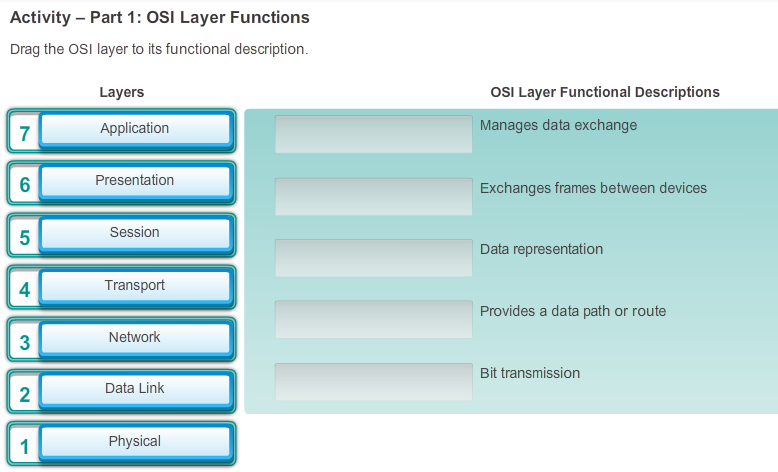 Activity – Part 1: OSI Layer Functions
Drag the OSI layer to its functional description.
Layers
7 Application
6 Presentation
5 Session
4 Transport
3 Network
2 Data Link
1 Physical
OSI Layer Functional Descriptions
Manages data exchange
Exchanges frames between devices
Data representation
Provides a data path or route
Bit transmission